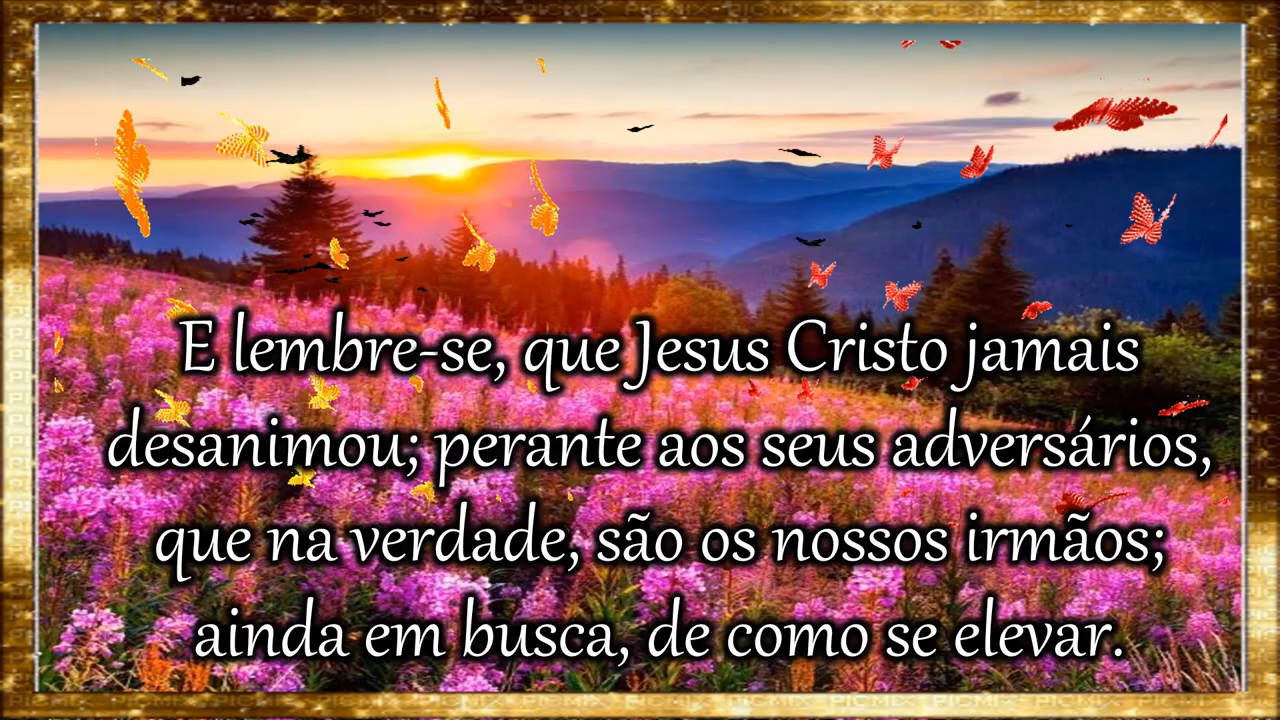 E lembre-se, que Jesus Cristo jamais
desanimou; perante aos seus adversários,
que na verdade, são os nossos irmãos;
ainda em busca, de como se elevar.